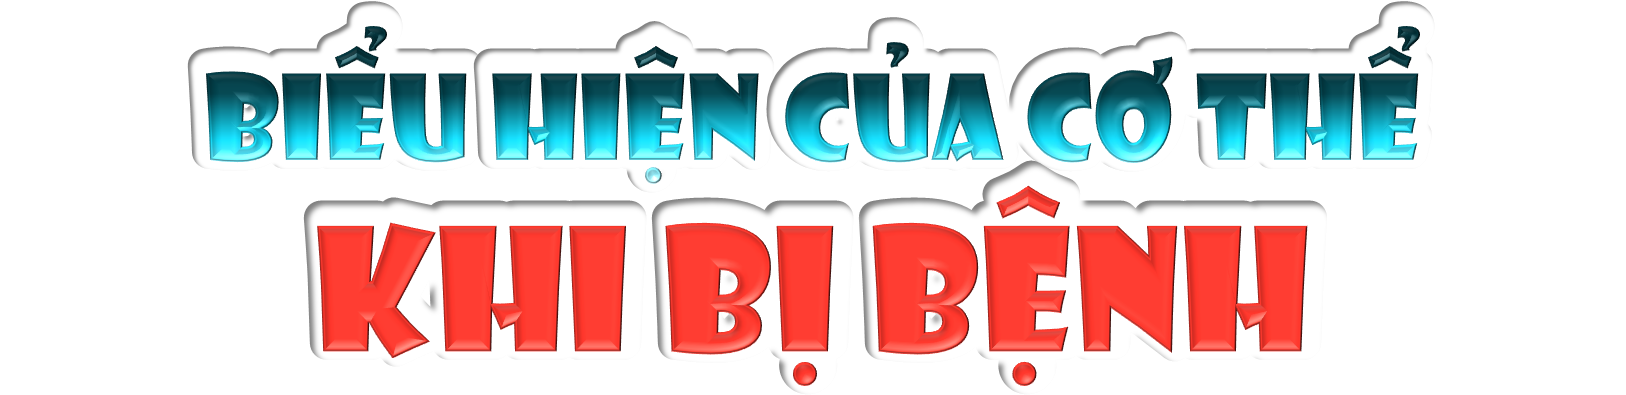 BIỂU HIỆN CỦA CƠ THỂ
KHI BỊ BỆNH